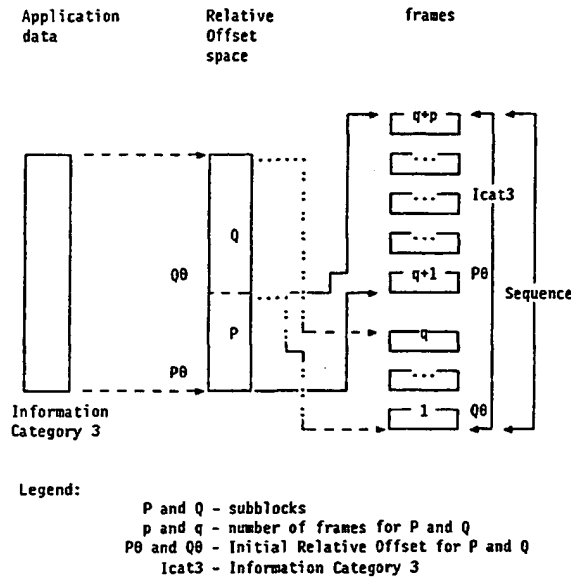 Application data
Relative Offset space
frames
q+p
...
...
Icat3
...
Q
Qθ
q+1
Pθ
Sequence
P
q
Pθ
...
1
Qθ
Information
Category 3
Legend:
P and Q - subblocks
p and q - number of frames for P and Q
Pθ and Qθ - Initial Relative Offset for P and Q
Icat3 - Information Category 3